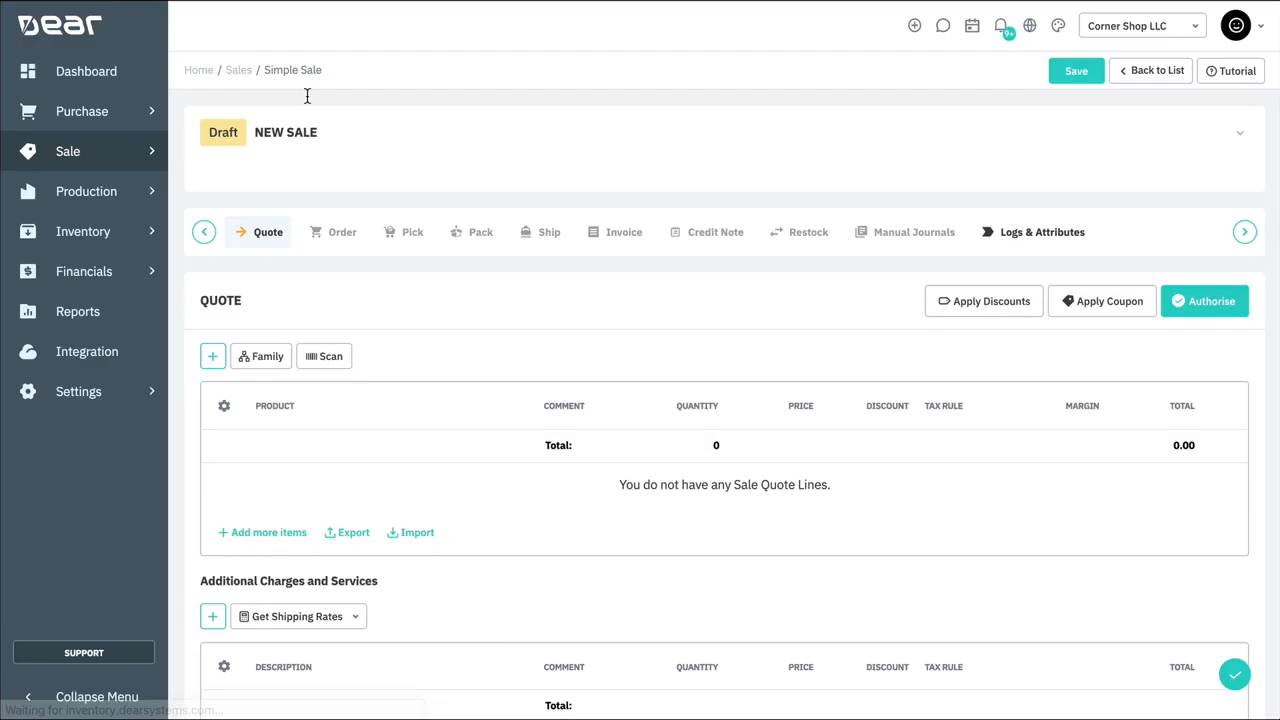 Dear
9+
Corner Shop LLC
Dashboard
Purchase
Sale
Production
Inventory
Financials
Reports
Integration
Settings
SUPPORT
Collapse Menu
Waiting for inventory.dearsystems.com...
Home / Sales / Simple Sale
Save
Back to List
Tutorial
Draft NEW SALE
Quote Order Pick Pack Ship Invoice Credit Note Restock Manual Journals Logs & Attributes
QUOTE
Apply Discounts Apply Coupon Authorise
+ Family Scan
PRODUCT COMMENT QUANTITY PRICE DISCOUNT TAX RULE MARGIN TOTAL
Total: 0 0.00
You do not have any Sale Quote Lines.
+ Add more items Export Import
Additional Charges and Services
+ Get Shipping Rates
DESCRIPTION COMMENT QUANTITY PRICE DISCOUNT TAX RULE TOTAL
Total: